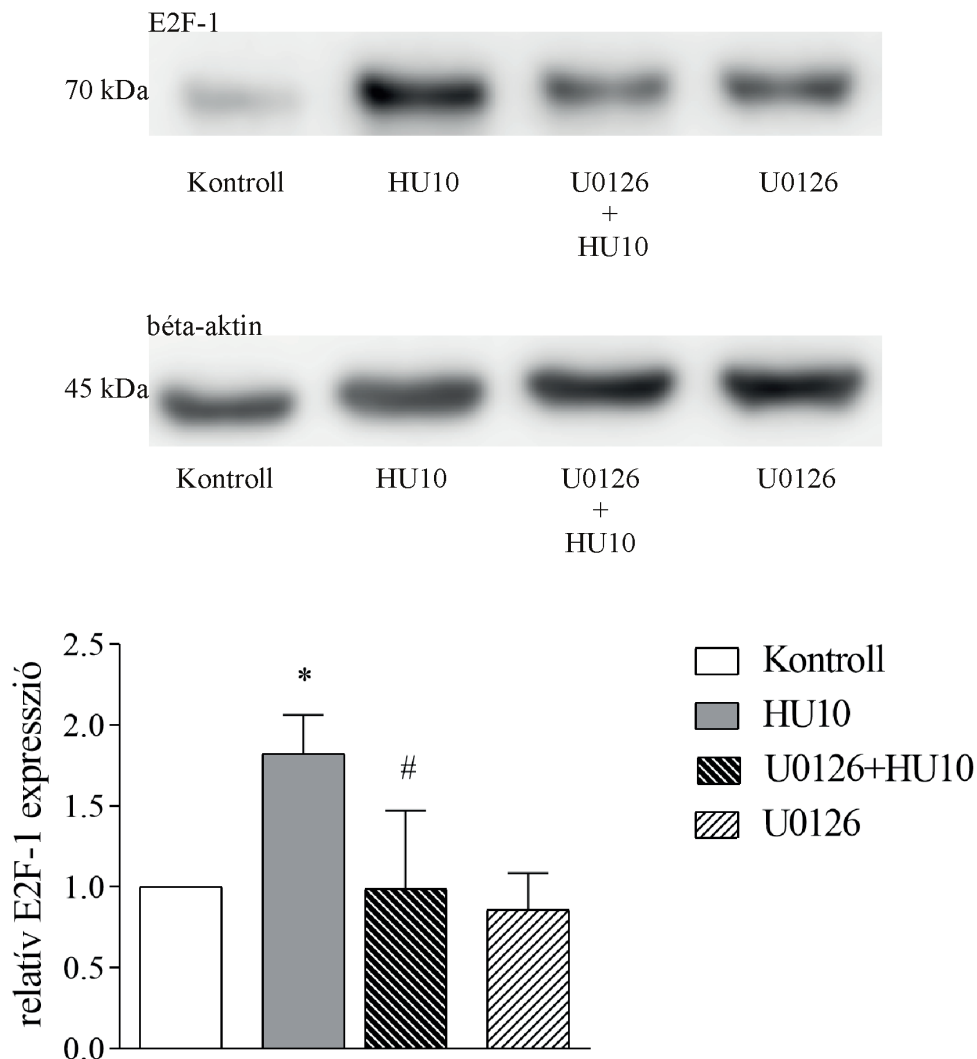 E2F-1
70 kDa
Kontroll HU10 U0126 U0126
+
HU10
béta-aktin
45 kDa
Kontroll HU10 U0126 U0126
+
HU10
relatív E2F-1 expresszió
2.5
2.0
1.5
1.0
0.5
0.0
*
#
Kontroll
HU10
U0126+HU10
U0126